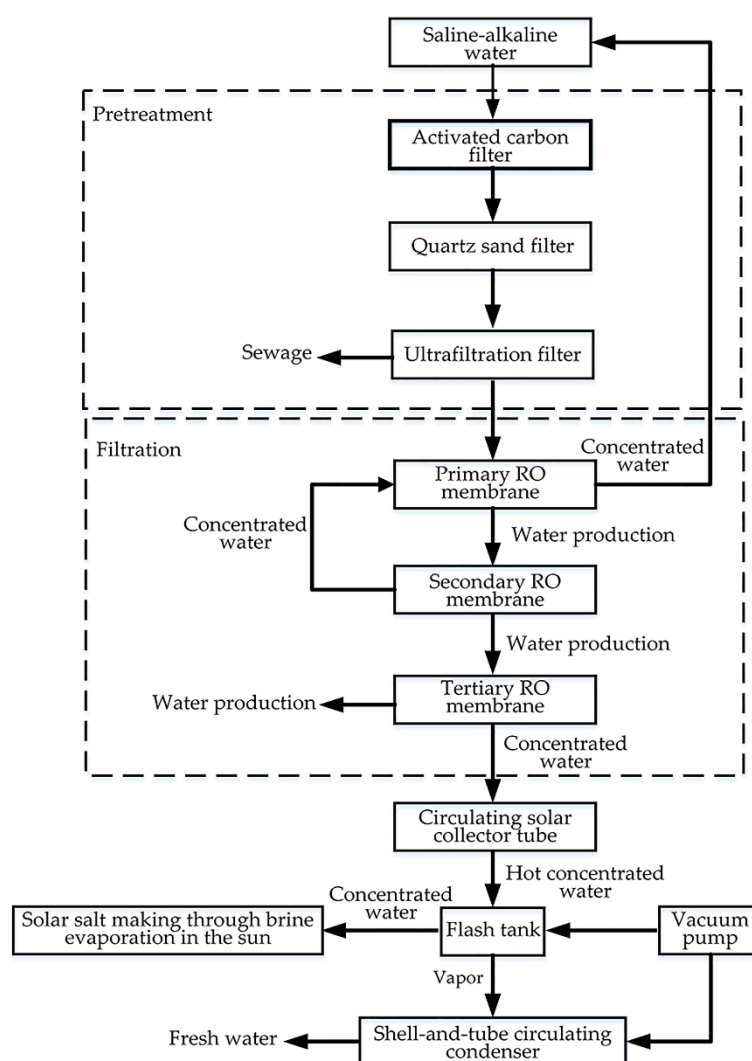 Saline-alkaline
water
Pretreatment
Activated carbon
filter
Quartz sand filter
Sewage
Ultrafiltration filter
Filtration
Concentrated
water
Primary RO
membrane
Concentrated
water
Water production
Secondary RO
membrane
Water production
Water production
Tertiary RO
membrane
Concentrated
water
Circulating solar
collector tube
Hot concentrated
water
Concentrated
water
Solar salt making through brine
evaporation in the sun
Flash tank
Vacuum
pump
Vapor
Fresh water
Shell-and-tube circulating
condenser